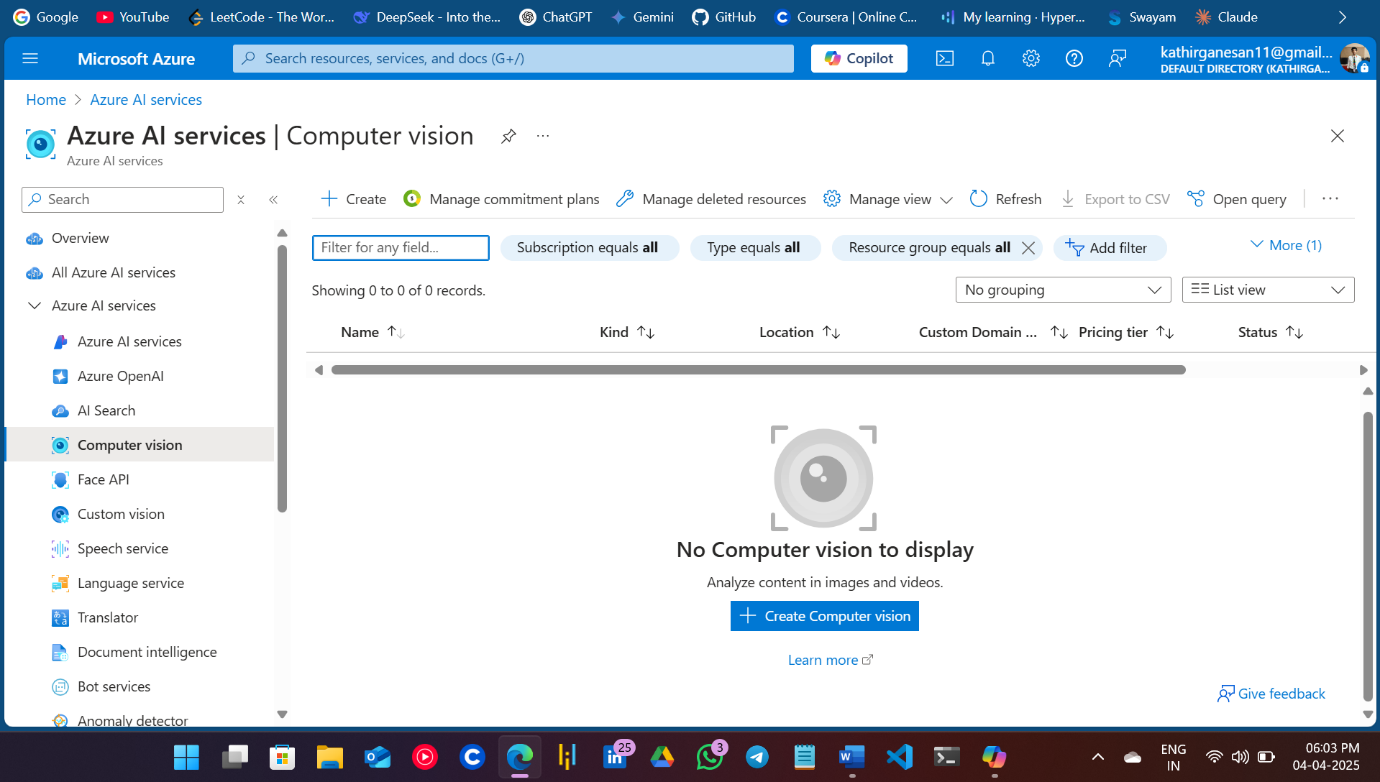 Google YouTube LeetCode - The Wor... DeepSeek - Into the... ChatGPT Gemini GitHub Coursera | Online C... My learning · Hyper... Swayam Claude
Microsoft Azure Search resources, services, and docs (G+/) Copilot kathirganesan11@gmail...
DEFAULT DIRECTORY (KATHIRGA...
Home > Azure AI services
Azure AI services | Computer vision ...
Azure AI services
Search
Create Manage commitment plans Manage deleted resources Manage view Refresh Export to CSV Open query ...
Filter for any field... Subscription equals all Type equals all Resource group equals all Add filter More (1)
Showing 0 to 0 of 0 records. No grouping List view
Name Kind Location Custom Domain ... Pricing tier Status
Overview
All Azure AI services
Azure AI services
Azure AI services
Azure OpenAI
AI Search
Computer vision
Face API
Custom vision
Speech service
Language service
Translator
Document intelligence
Bot services
Anomaly detector
No Computer vision to display
Analyze content in images and videos.
Create Computer vision
Learn more
Give feedback
25 3
ENG
IN
06:03 PM
04-04-2025